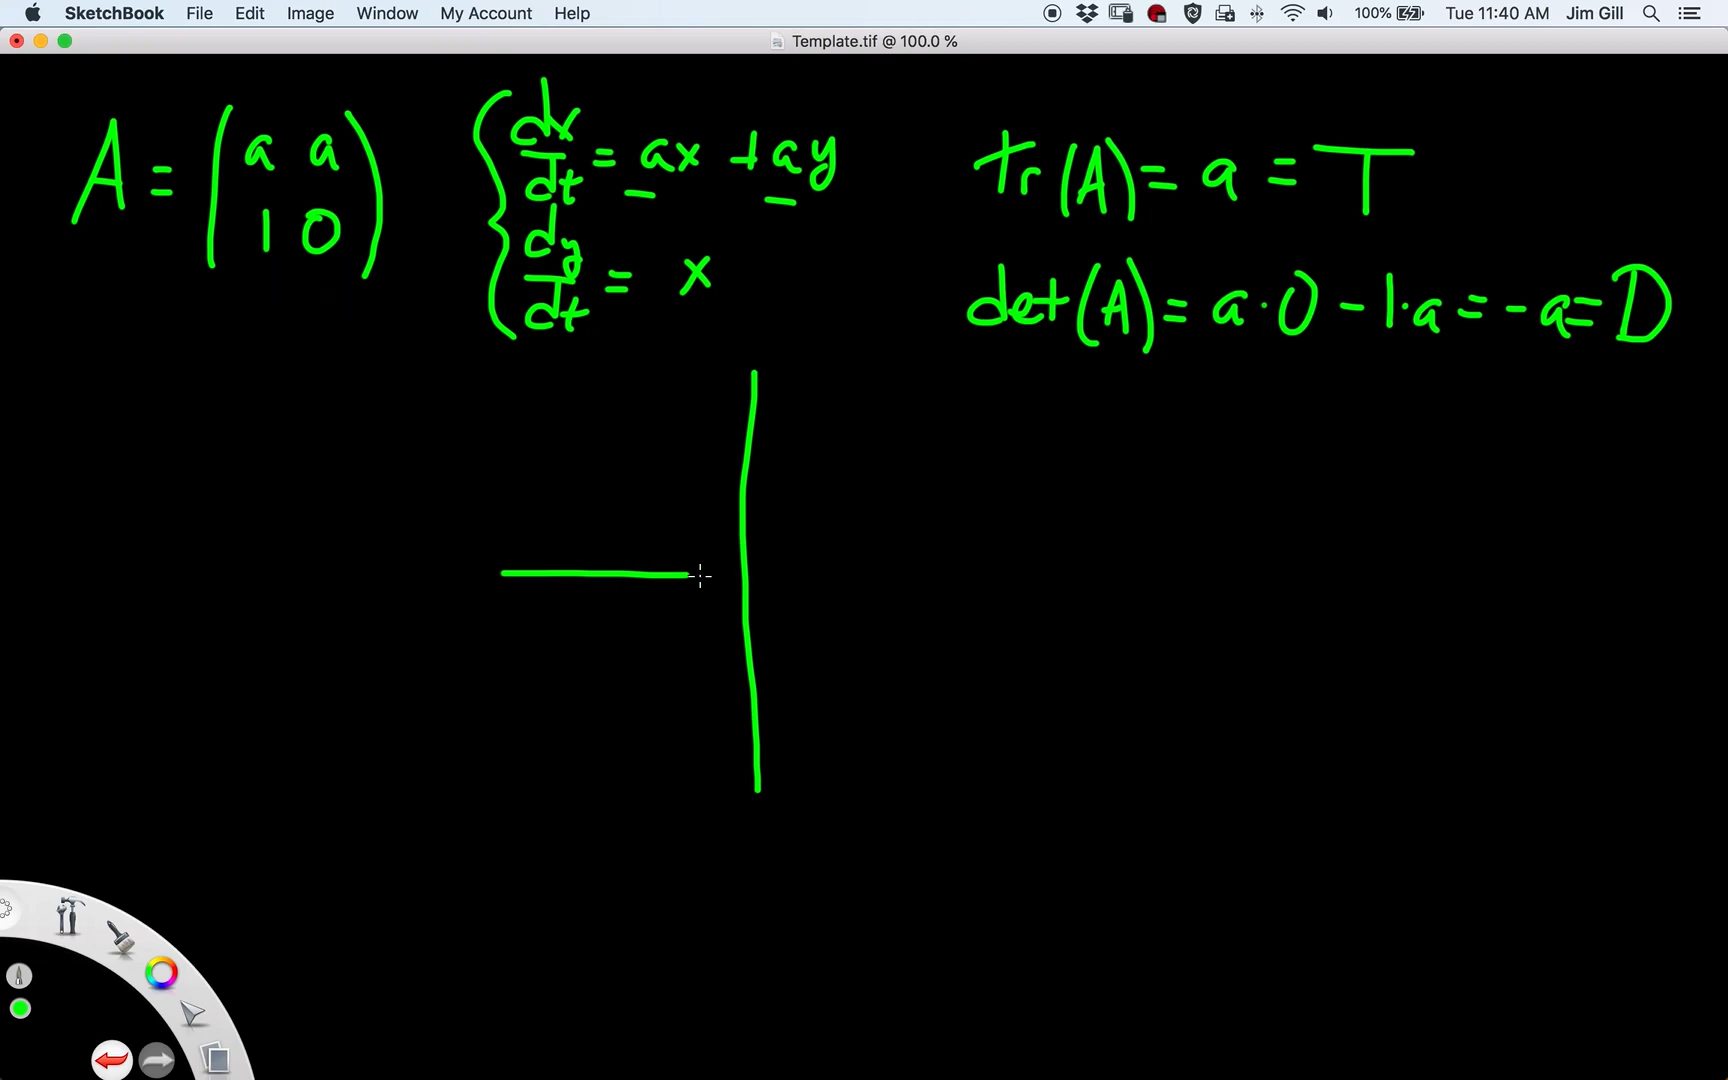 SketchBook File Edit Image Window My Account Help 100% Tue 11:40 AM Jim Gill
Template.tif @ 100.0 %
A = (a a
1 0)
dx/dt = ax + ay
dy/dt = x
tr(A) = a = T
det(A) = a·0 - 1·a = -a = D